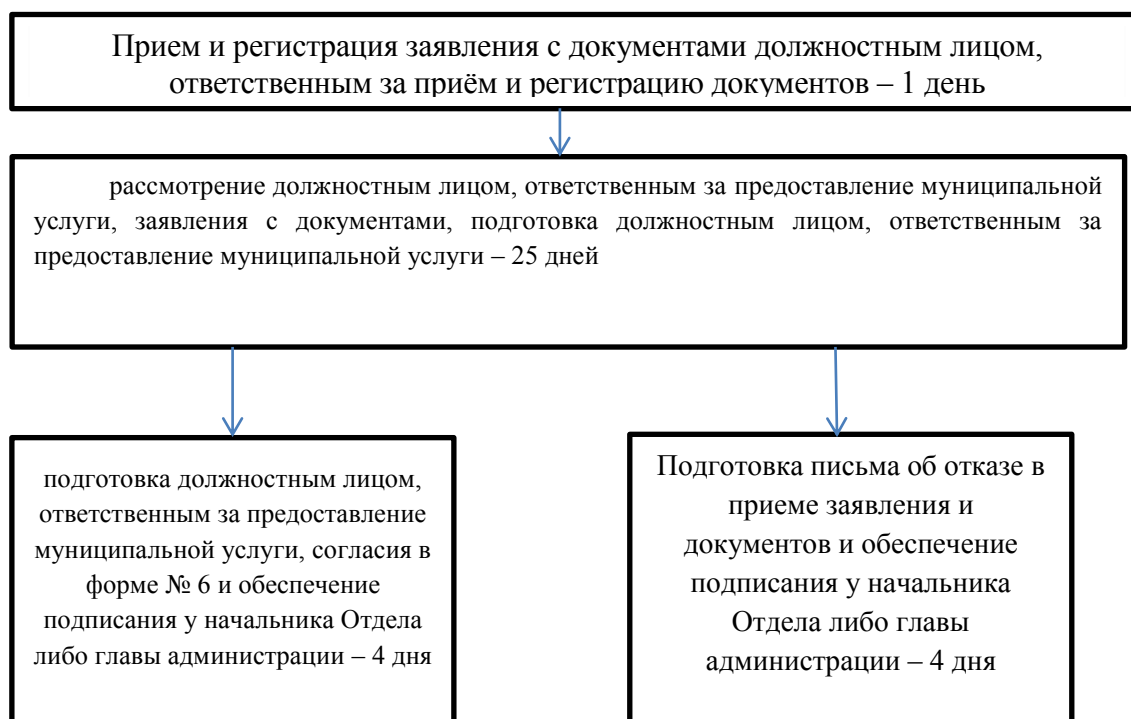 Прием и регистрация заявления с документами должностным лицом,
ответственным за приём и регистрацию документов – 1 день
рассмотрение должностным лицом, ответственным за предоставление муниципальной
услуги, заявления с документами, подготовка должностным лицом, ответственным за
предоставление муниципальной услуги – 25 дней
подготовка должностным лицом,
ответственным за предоставление
муниципальной услуги, согласия в
форме № 6 и обеспечение
подписания у начальника Отдела
либо главы администрации – 4 дня
Подготовка письма об отказе в
приеме заявления и
документов и обеспечение
подписания у начальника
Отдела либо главы
администрации – 4 дня